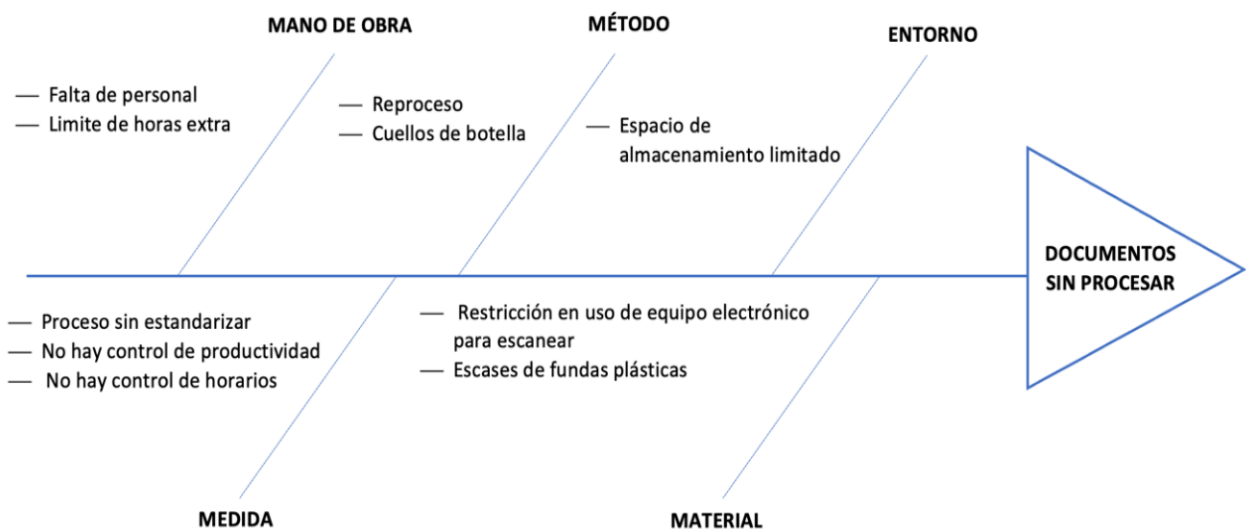 MANO DE OBRA
MÉTODO
ENTORNO
— Falta de personal
— Limite de horas extra
— Reproceso
— Cuellos de botella
— Espacio de
almacenamiento limitado
DOCUMENTOS
SIN PROCESAR
— Proceso sin estandarizar
— No hay control de productividad
— No hay control de horarios
— Restricción en uso de equipo electrónico
para escanear
— Escases de fundas plásticas
MEDIDA
MATERIAL